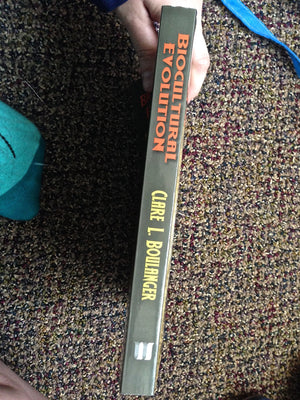 BIOCULTURAL
EVOLUTION
CLARE L. BOULANGER